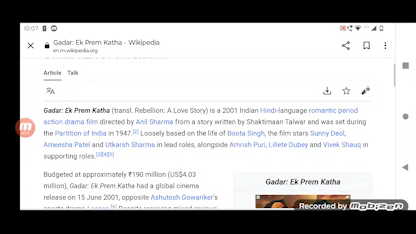 10:07
Gadar: Ek Prem Katha - Wikipedia
en.m.wikipedia.org
Article Talk
Gadar: Ek Prem Katha (transl. Rebellion: A Love Story) is a 2001 Indian Hindi-language romantic period
action drama film directed by Anil Sharma from a story written by Shaktimaan Talwar and was set during
the Partition of India in 1947.[2] Loosely based on the life of Boota Singh, the film stars Sunny Deol,
Ameesha Patel and Utkarsh Sharma in lead roles, alongside Amrish Puri, Lillete Dubey and Vivek Shauq in
supporting roles.[3][4][5]
Budgeted at approximately ₹190 million (US$4.03
million), Gadar: Ek Prem Katha had a global cinema
release on 15 June 2001, opposite Ashutosh Gowariker's
Gadar: Ek Prem Katha
Recorded by Mobizen